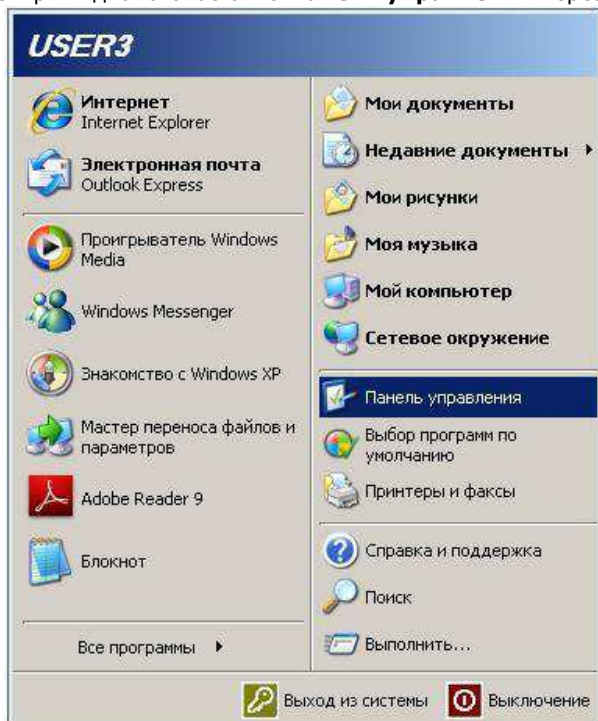 USER3
Интернет
Internet Explorer
Электронная почта
Outlook Express
Проигрыватель Windows
Media
Windows Messenger
Знакомство с Windows XP
Мастер переноса файлов и
параметров
Adobe Reader 9
Блокнот
Все программы
Мои документы
Недавние документы
Мои рисунки
Моя музыка
Мой компьютер
Сетевое окружение
Панель управления
Выбор программ по
умолчанию
Принтеры и факсы
Справка и поддержка
Поиск
Выполнить...
Выход из системы
Выключение